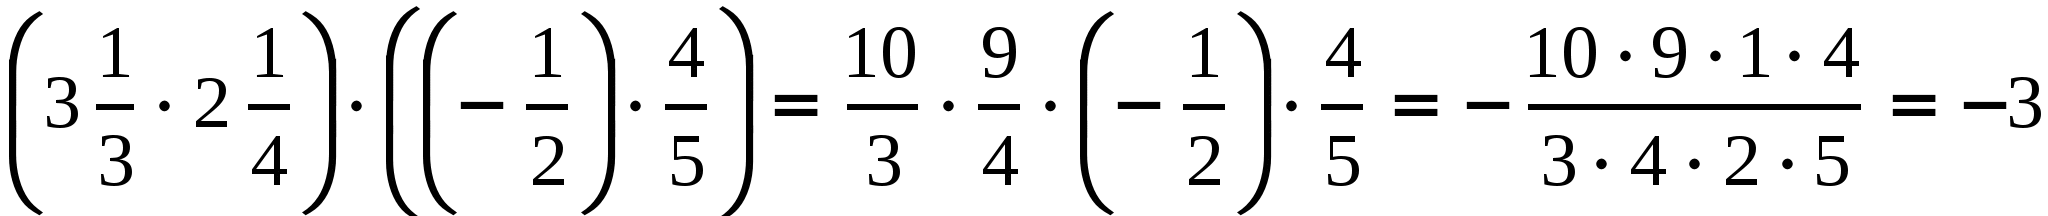 (3 1/3 · 2 1/4) · ((− 1/2) · 4/5) = 10/3 · 9/4 · (− 1/2) · 4/5 = − (10 · 9 · 1 · 4)/(3 · 4 · 2 · 5) = −3